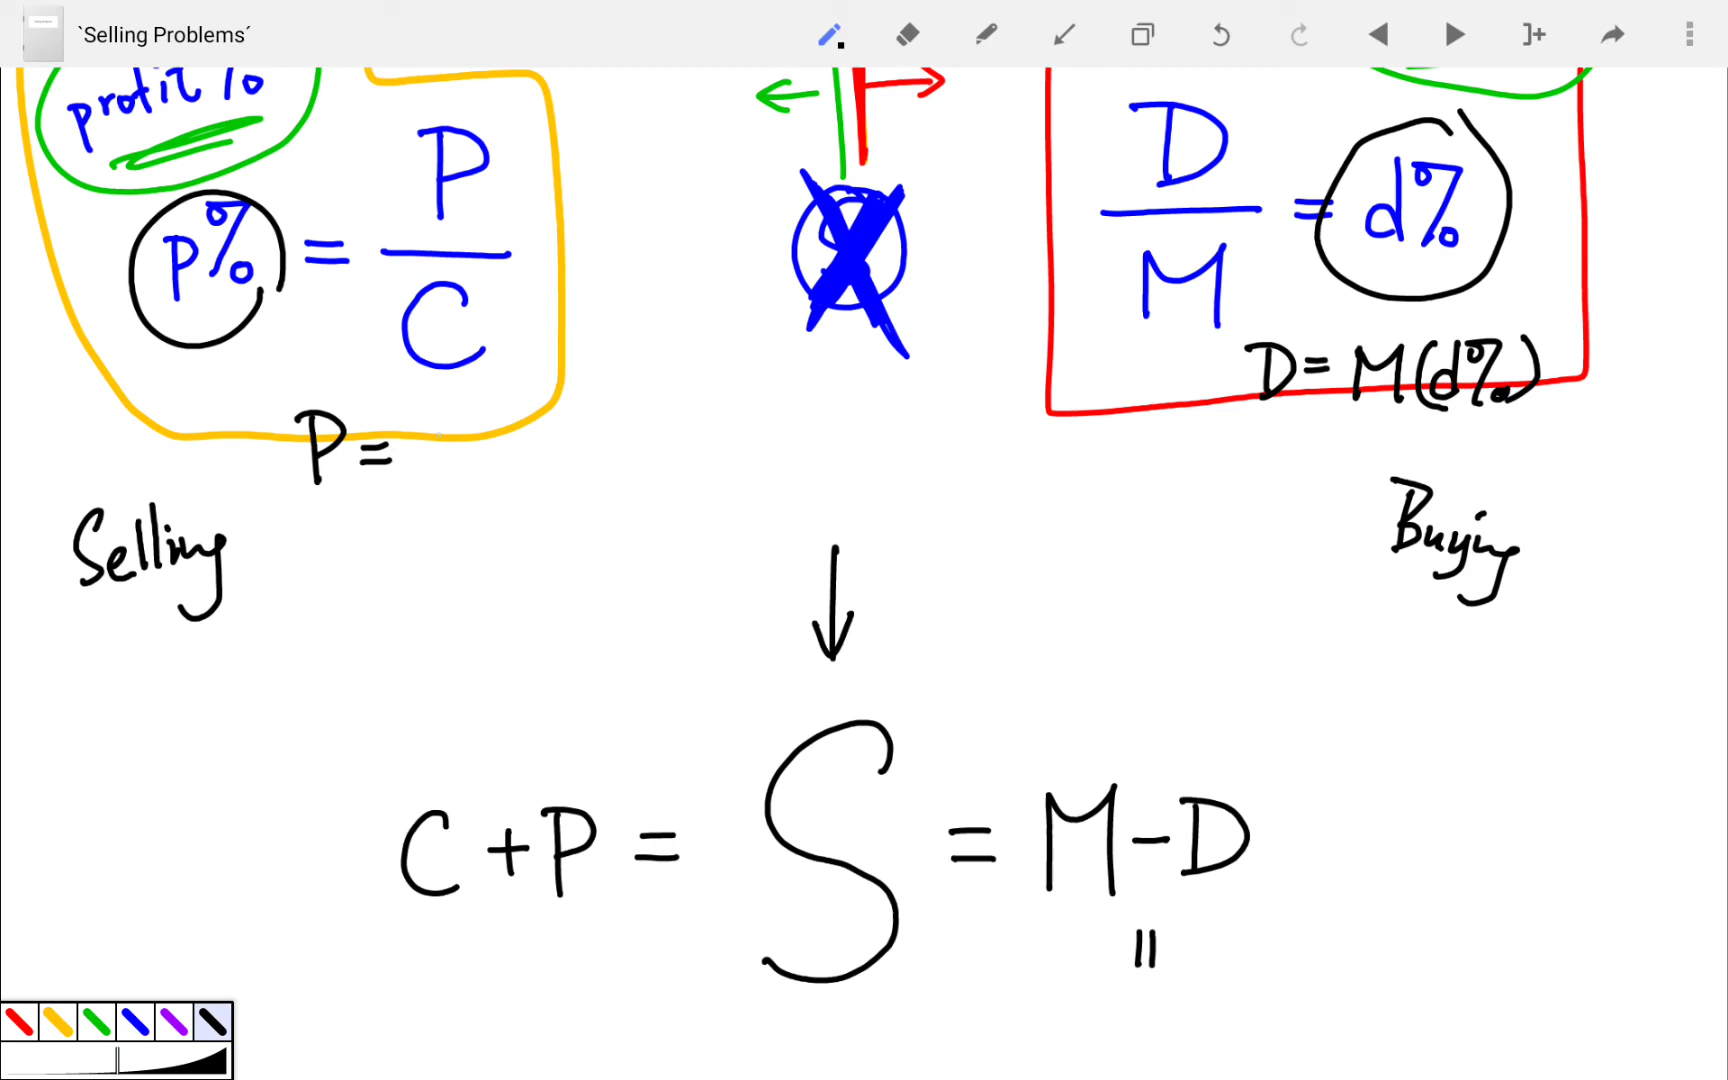 `Selling Problems´
profit %
p% = P/C
D/M = d%
D = M(d%)
P =
Selling
Buying
C + P = S = M - D
=